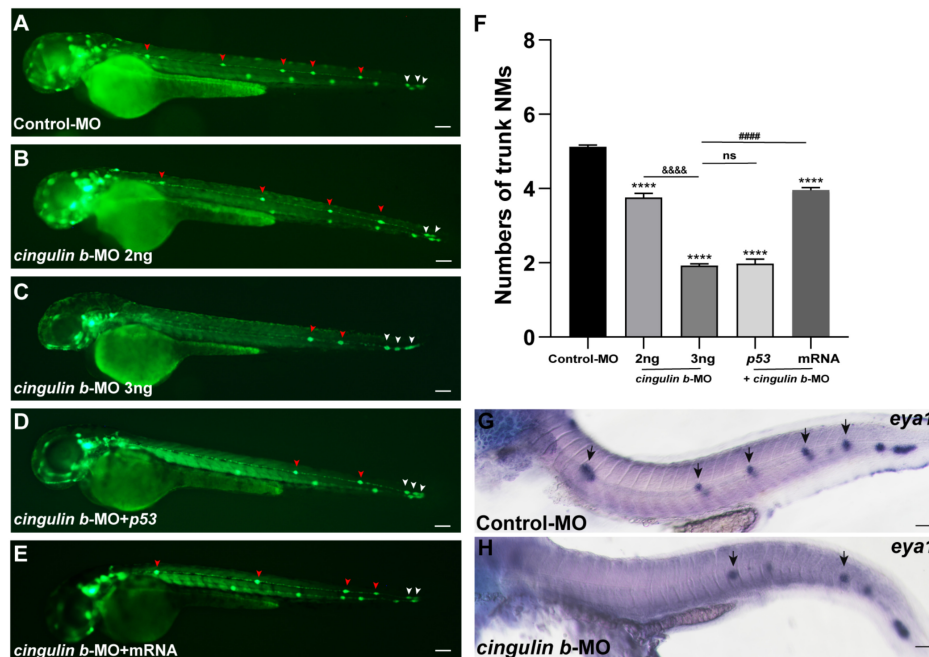 A
Control-MO
B
cingulin b-MO 2ng
C
cingulin b-MO 3ng
D
cingulin b-MO+p53
E
cingulin b-MO+mRNA
F
Numbers of trunk NMs
8
6
4
2
0
####
ns
&&&&
****
****
****
****
Control-MO 2ng 3ng p53 mRNA
cingulin b-MO + cingulin b-MO
G
eya1
Control-MO
H
eya1
cingulin b-MO